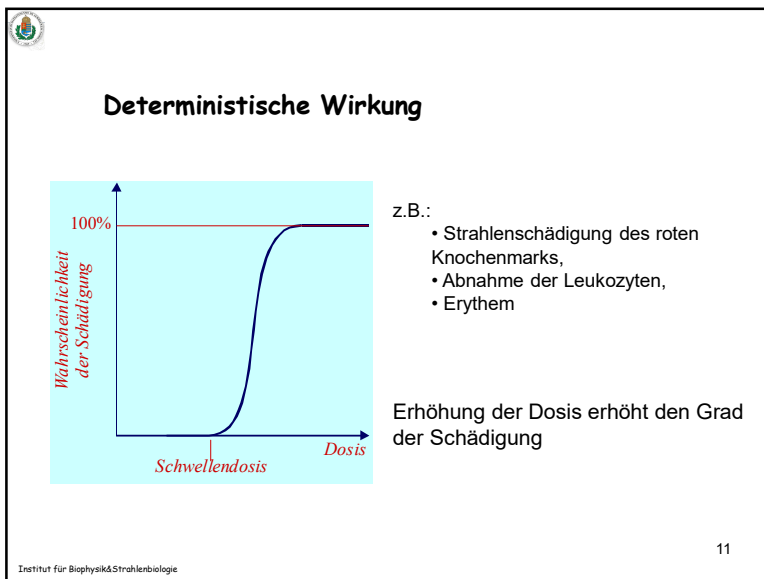 Deterministische Wirkung
100%
Wahrscheinlichkeit
der Schädigung
Dosis
Schwellendosis
z.B.:
• Strahlenschädigung des roten
Knochenmarks,
• Abnahme der Leukozyten,
• Erythem
Erhöhung der Dosis erhöht den Grad
der Schädigung
11
Institut für Biophysik&Strahlenbiologie